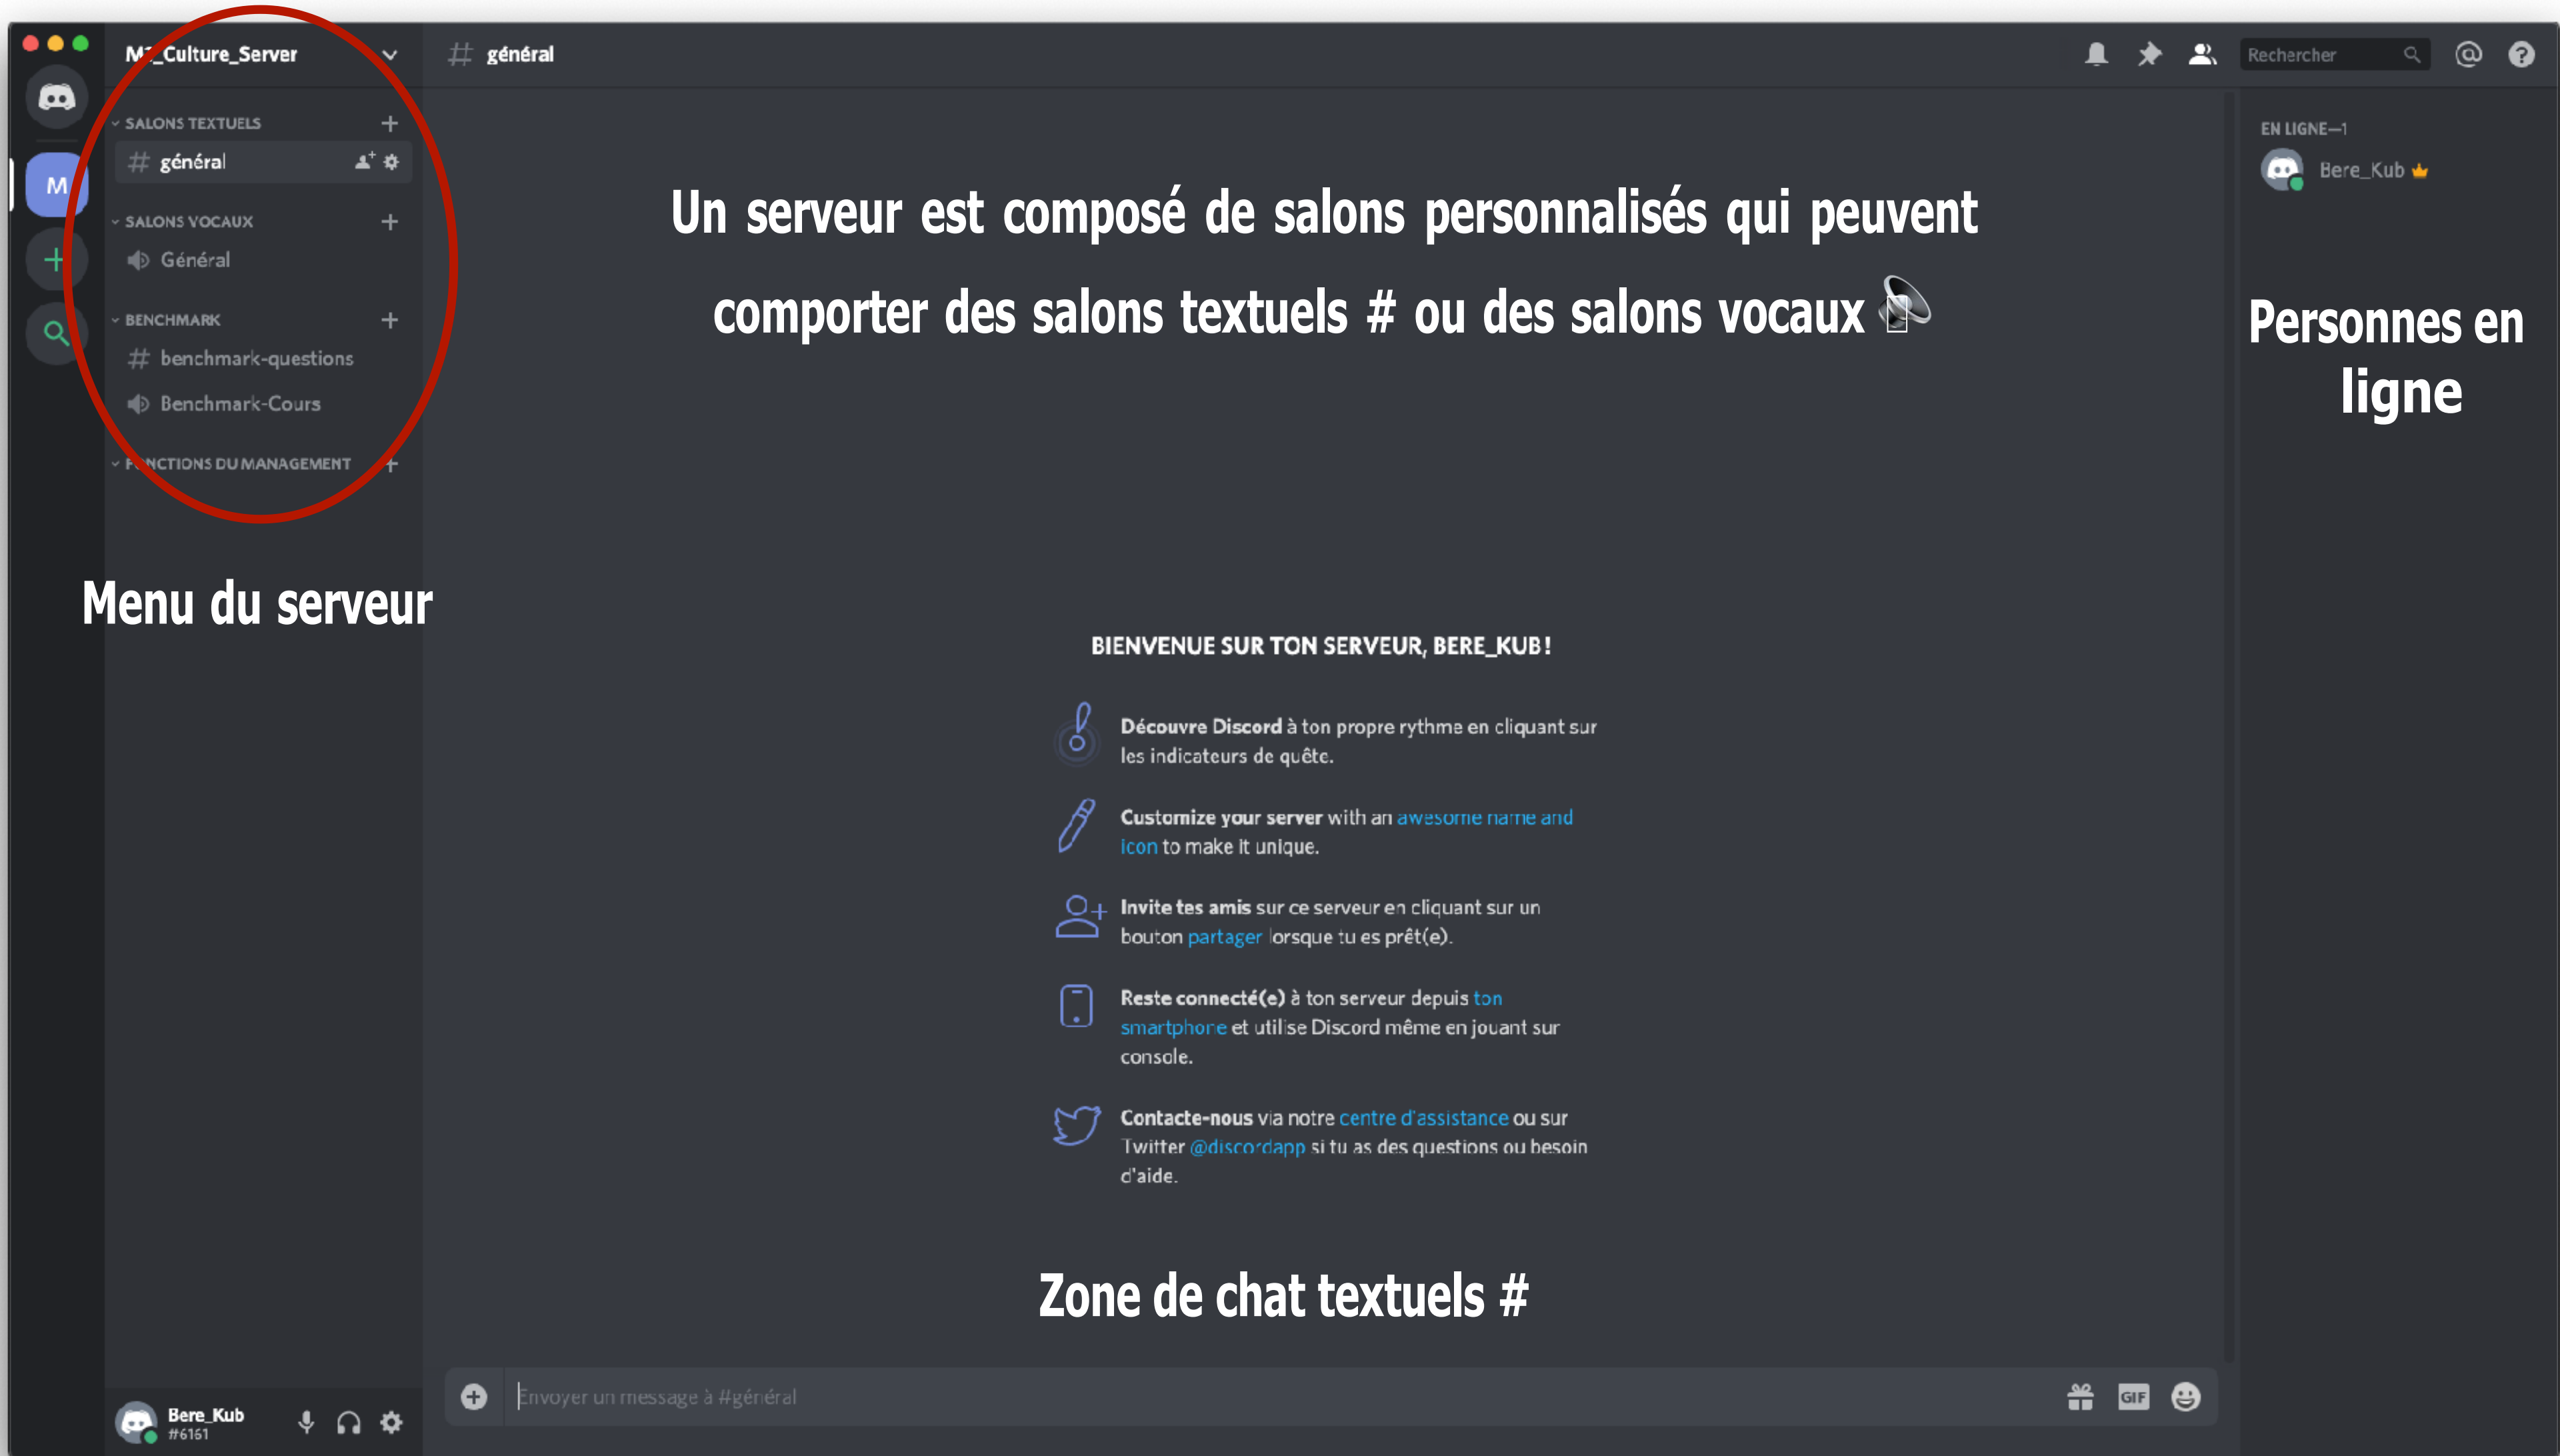 M_Culture_Server
# général
Rechercher
SALONS TEXTUELS
# général
M
SALONS VOCAUX
Général
BENCHMARK
# benchmark-questions
Benchmark-Cours
FONCTIONS DU MANAGEMENT
Menu du serveur
Un serveur est composé de salons personnalisés qui peuvent
comporter des salons textuels # ou des salons vocaux
EN LIGNE—1
Bere_Kub
Personnes en
ligne
BIENVENUE SUR TON SERVEUR, BERE_KUB !
Découvre Discord à ton propre rythme en cliquant sur
les indicateurs de quête.
Customize your server with an awesome name and
icon to make it unique.
Invite tes amis sur ce serveur en cliquant sur un
bouton partager lorsque tu es prêt(e).
Reste connecté(e) à ton serveur depuis ton
smartphone et utilise Discord même en jouant sur
console.
Contacte-nous via notre centre d'assistance ou sur
Twitter @discordapp si tu as des questions ou besoin
d'aide.
Zone de chat textuels #
Envoyer un message à #général
GIF
Bere_Kub
#6161